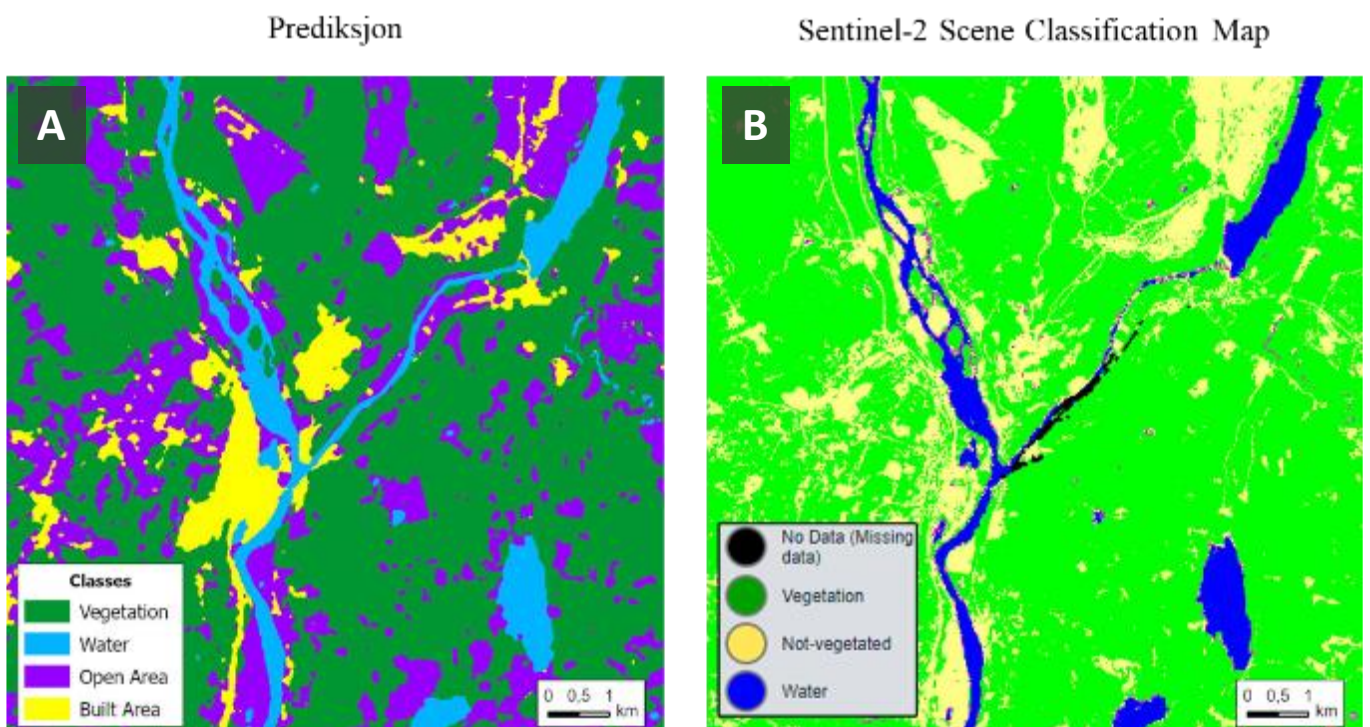 Prediksjon
Sentinel-2 Scene Classification Map
A
Classes
Vegetation
Water
Open Area
Built Area
0 0,5 1
km
B
No Data (Missing
data)
Vegetation
Not-vegetated
Water
0 0,5 1
km